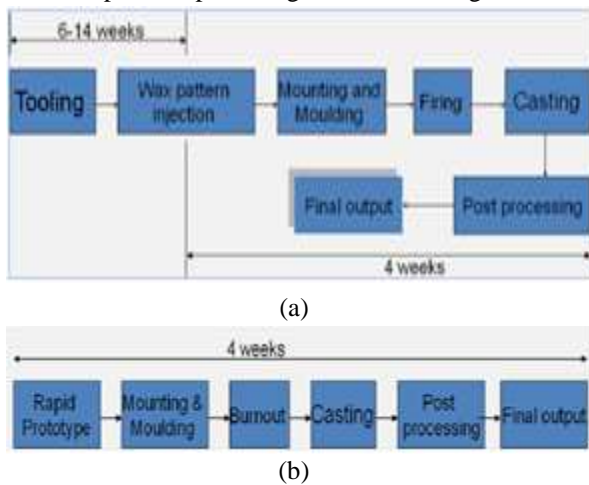 6-14 weeks
Tooling
Wax pattern
injection
Mounting and
Moulding
Firing
Casting
Final output
Post processing
4 weeks
(a)
4 weeks
Rapid
Prototype
Mounting &
Moulding
Burnout
Casting
Post
processing
Final output
(b)